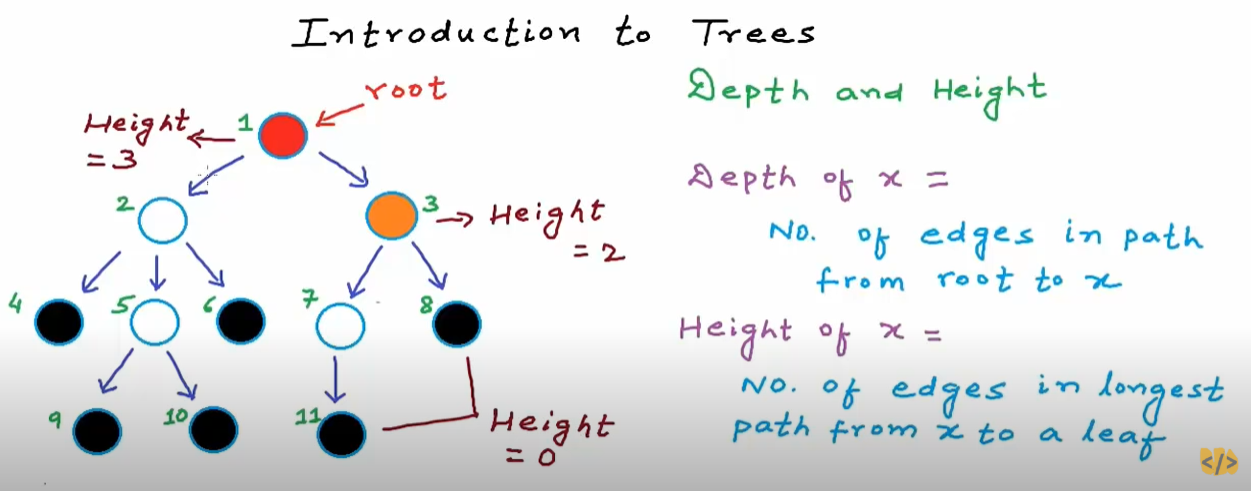 Introduction to Trees
root
Height
= 3
1
2
3
Height
= 2
4
5
6
7
8
9
10
11
Height
= 0
Depth and Height
Depth of x =
No. of edges in path
from root to x
Height of x =
No. of edges in longest
path from x to a leaf
</>